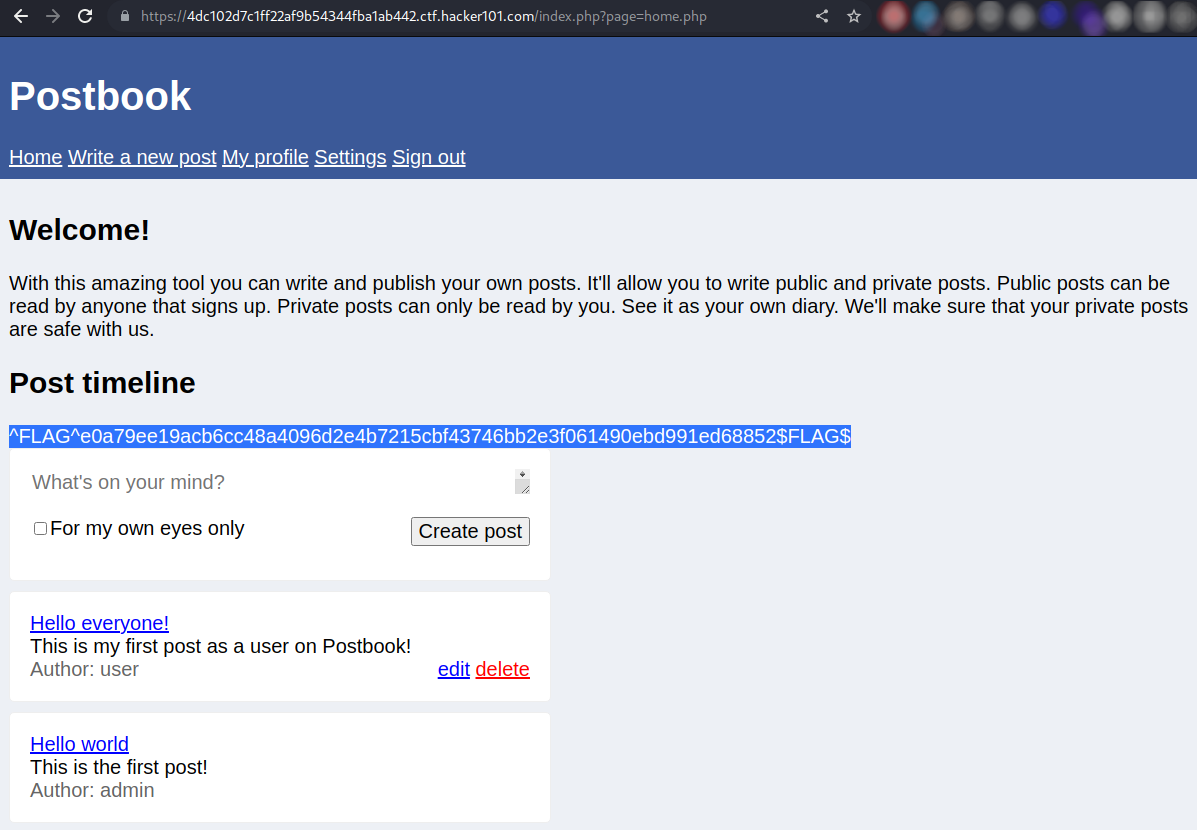 https://4dc102d7c1ff22af9b54344fba1ab442.ctf.hacker101.com/index.php?page=home.php
Postbook
Home Write a new post My profile Settings Sign out
Welcome!
With this amazing tool you can write and publish your own posts. It'll allow you to write public and private posts. Public posts can be
read by anyone that signs up. Private posts can only be read by you. See it as your own diary. We'll make sure that your private posts
are safe with us.
Post timeline
^FLAG^e0a79ee19acb6cc48a4096d2e4b7215cbf43746bb2e3f061490ebd991ed68852$FLAG$
What's on your mind?
For my own eyes only Create post
Hello everyone!
This is my first post as a user on Postbook!
Author: user edit delete
Hello world
This is the first post!
Author: admin